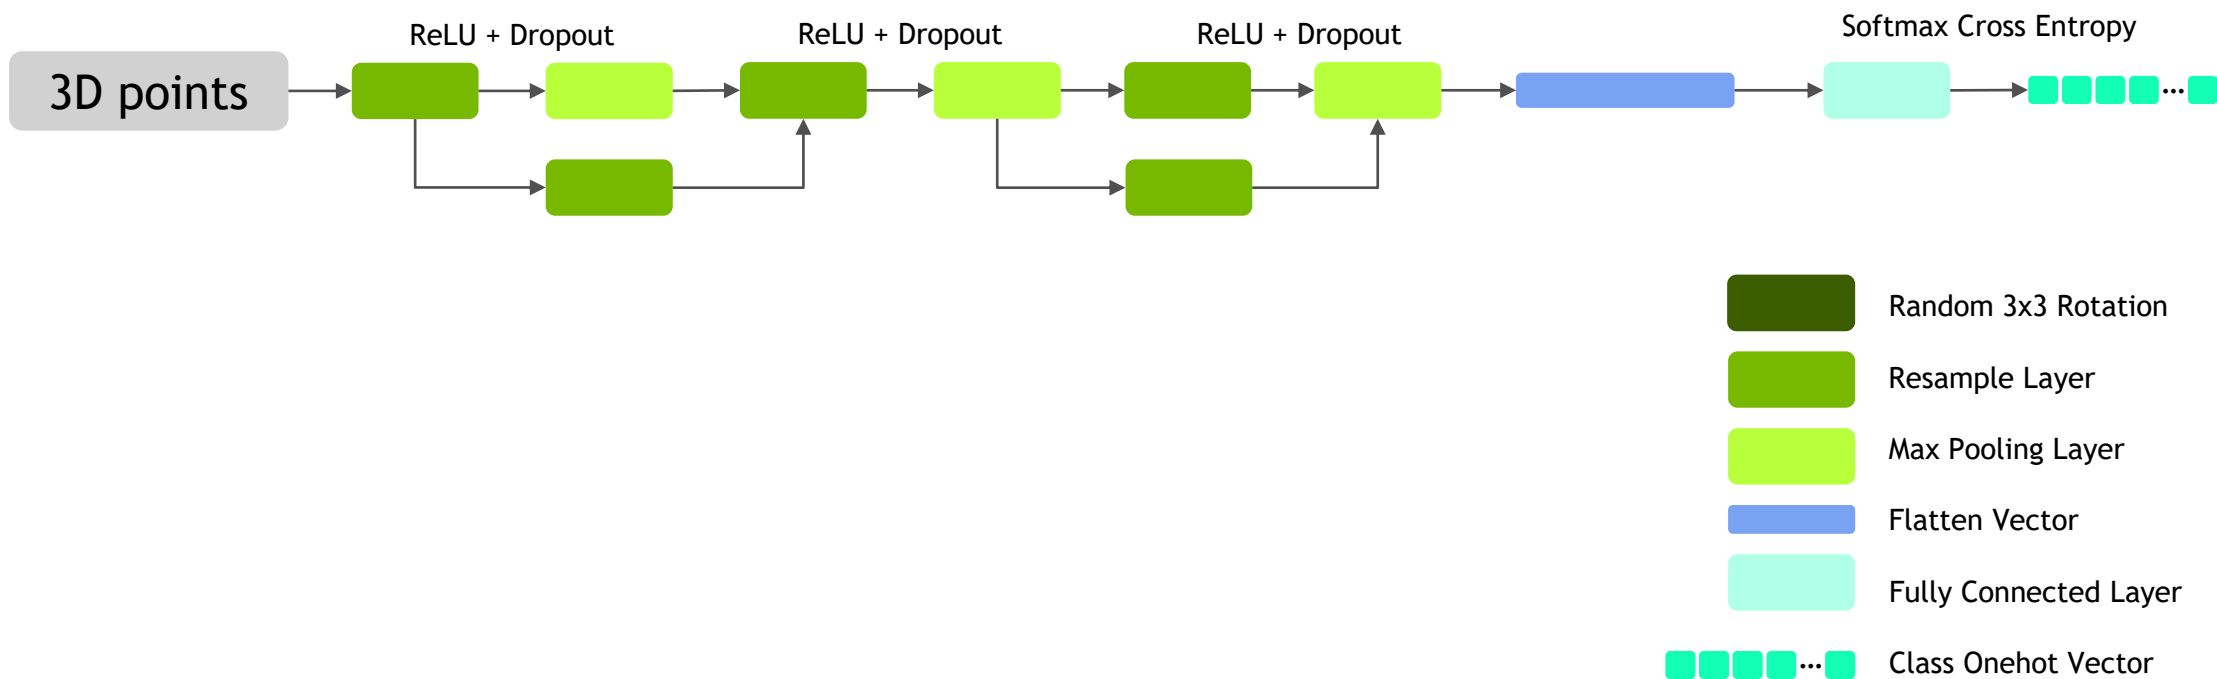 ReLU + Dropout
ReLU + Dropout
ReLU + Dropout
Softmax Cross Entropy
3D points
...
Random 3x3 Rotation
Resample Layer
Max Pooling Layer
Flatten Vector
Fully Connected Layer
... Class Onehot Vector